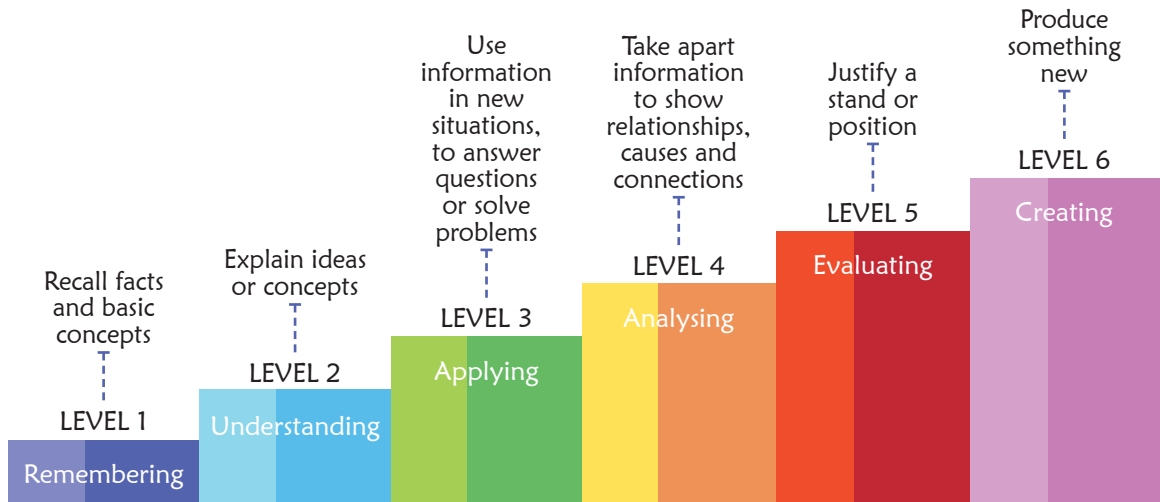 Recall facts
and basic
concepts
LEVEL 1
Remembering
Explain ideas
or concepts
LEVEL 2
Understanding
Use
information
in new
situations,
to answer
questions
or solve
problems
LEVEL 3
Applying
Take apart
information
to show
relationships,
causes and
connections
LEVEL 4
Analysing
Justify a
stand or
position
LEVEL 5
Evaluating
Produce
something
new
LEVEL 6
Creating